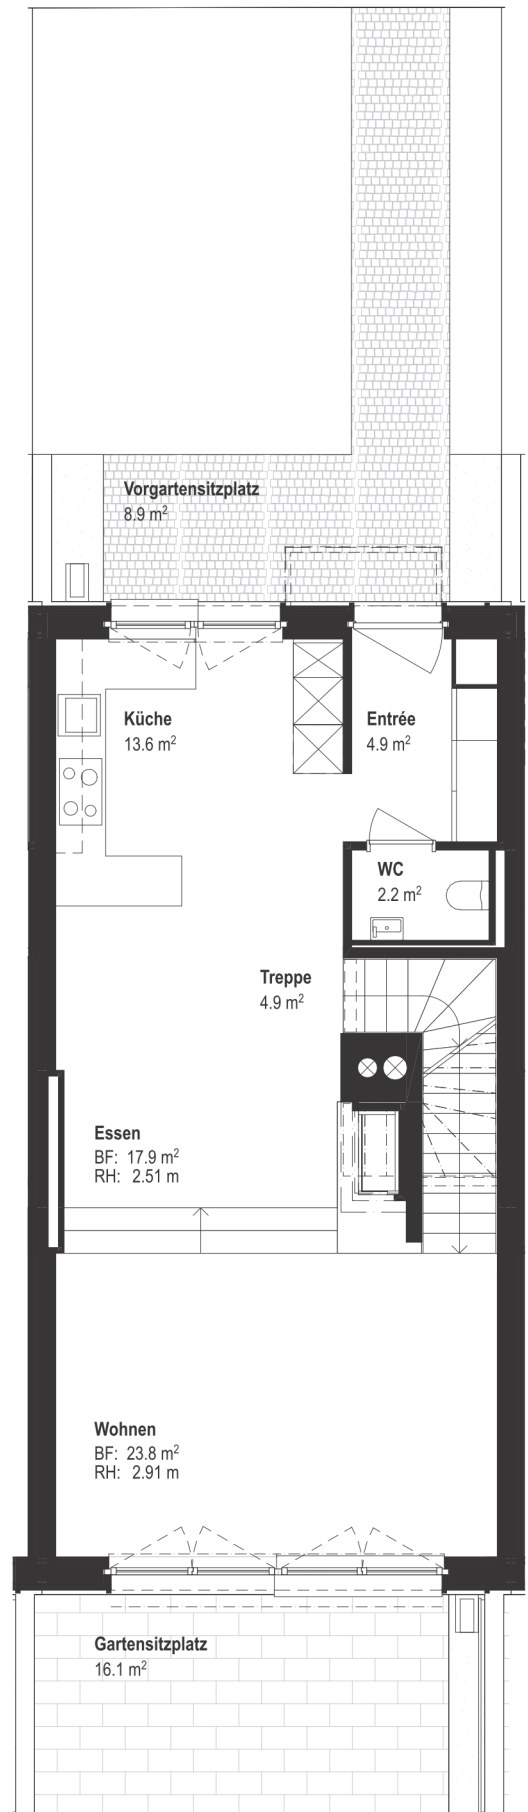 Vorgartensitzplatz
8.9 m²
Küche
13.6 m²
Entrée
4.9 m²
WC
2.2 m²
Treppe
4.9 m²
Essen
BF: 17.9 m²
RH: 2.51 m
Wohnen
BF: 23.8 m²
RH: 2.91 m
Gartensitzplatz
16.1 m²